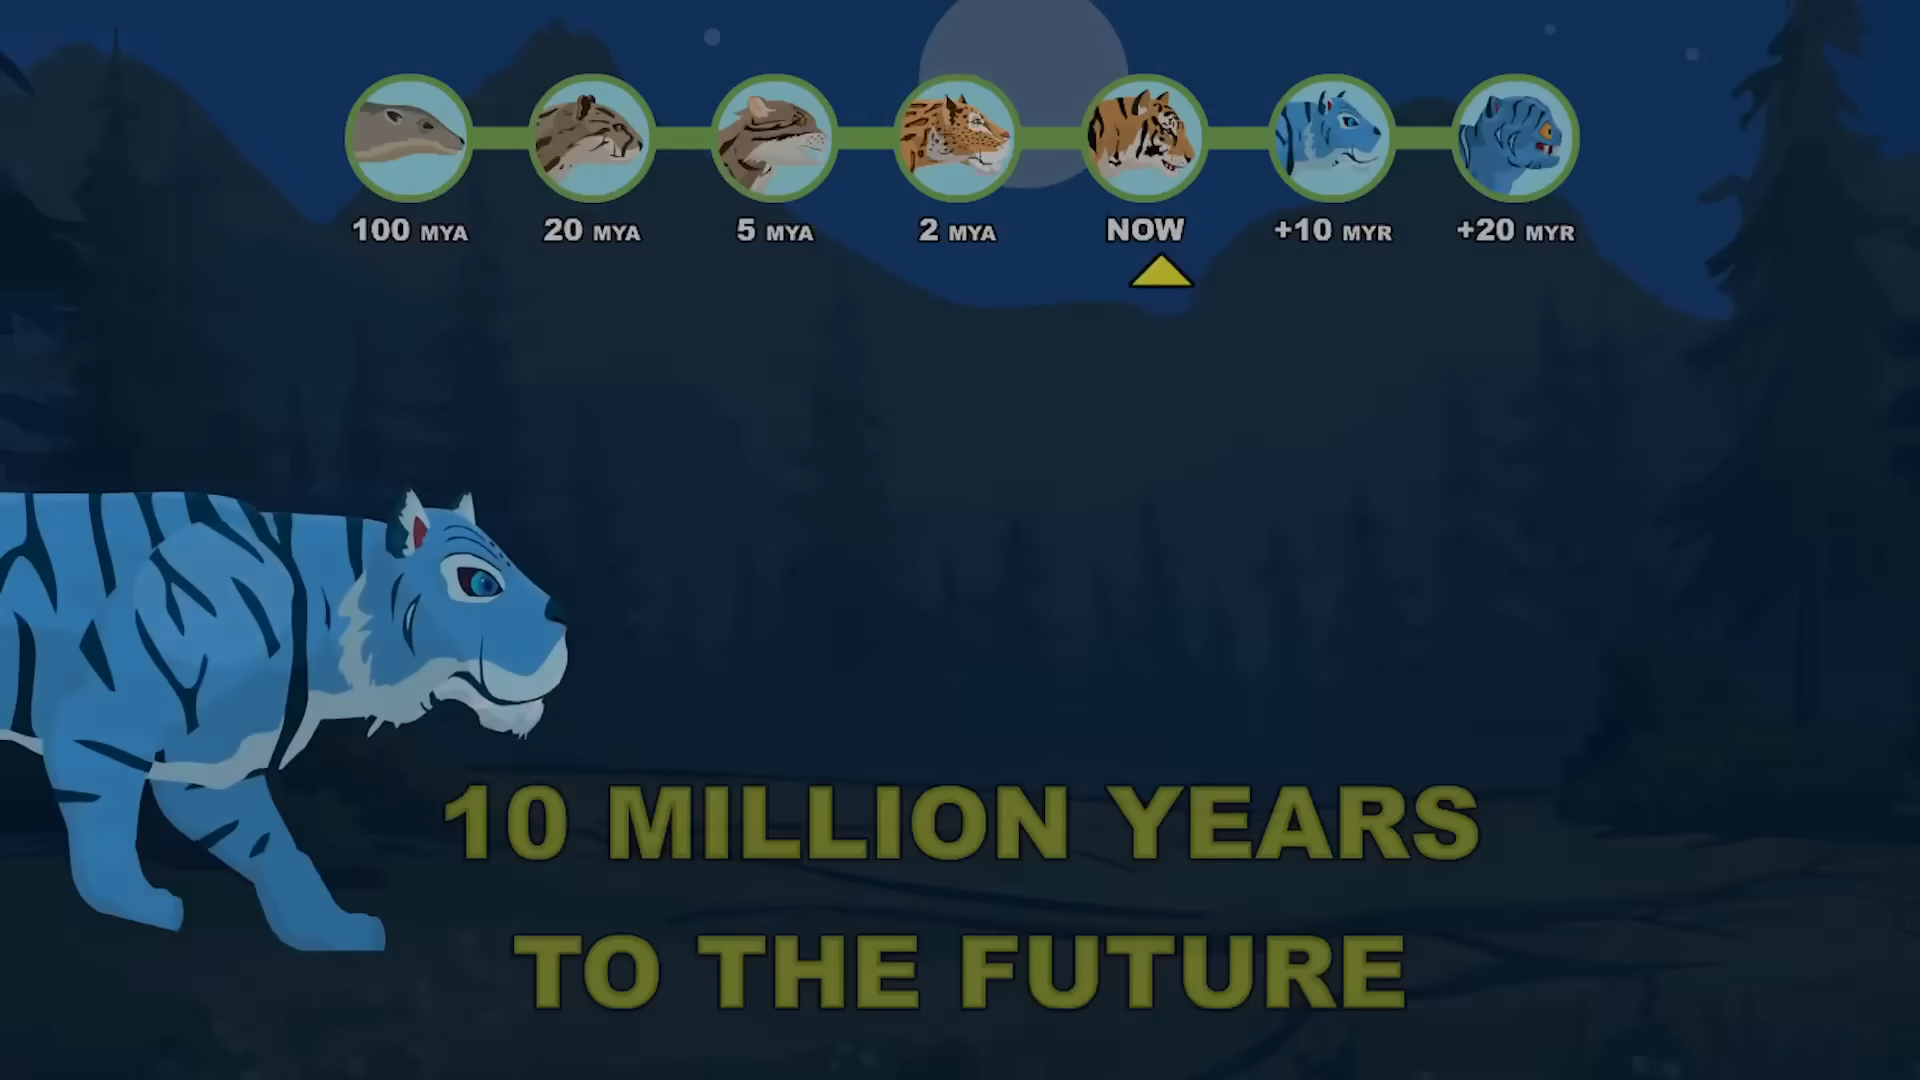 100 MYA 20 MYA 5 MYA 2 MYA NOW +10 MYR +20 MYR
10 MILLION YEARS
TO THE FUTURE